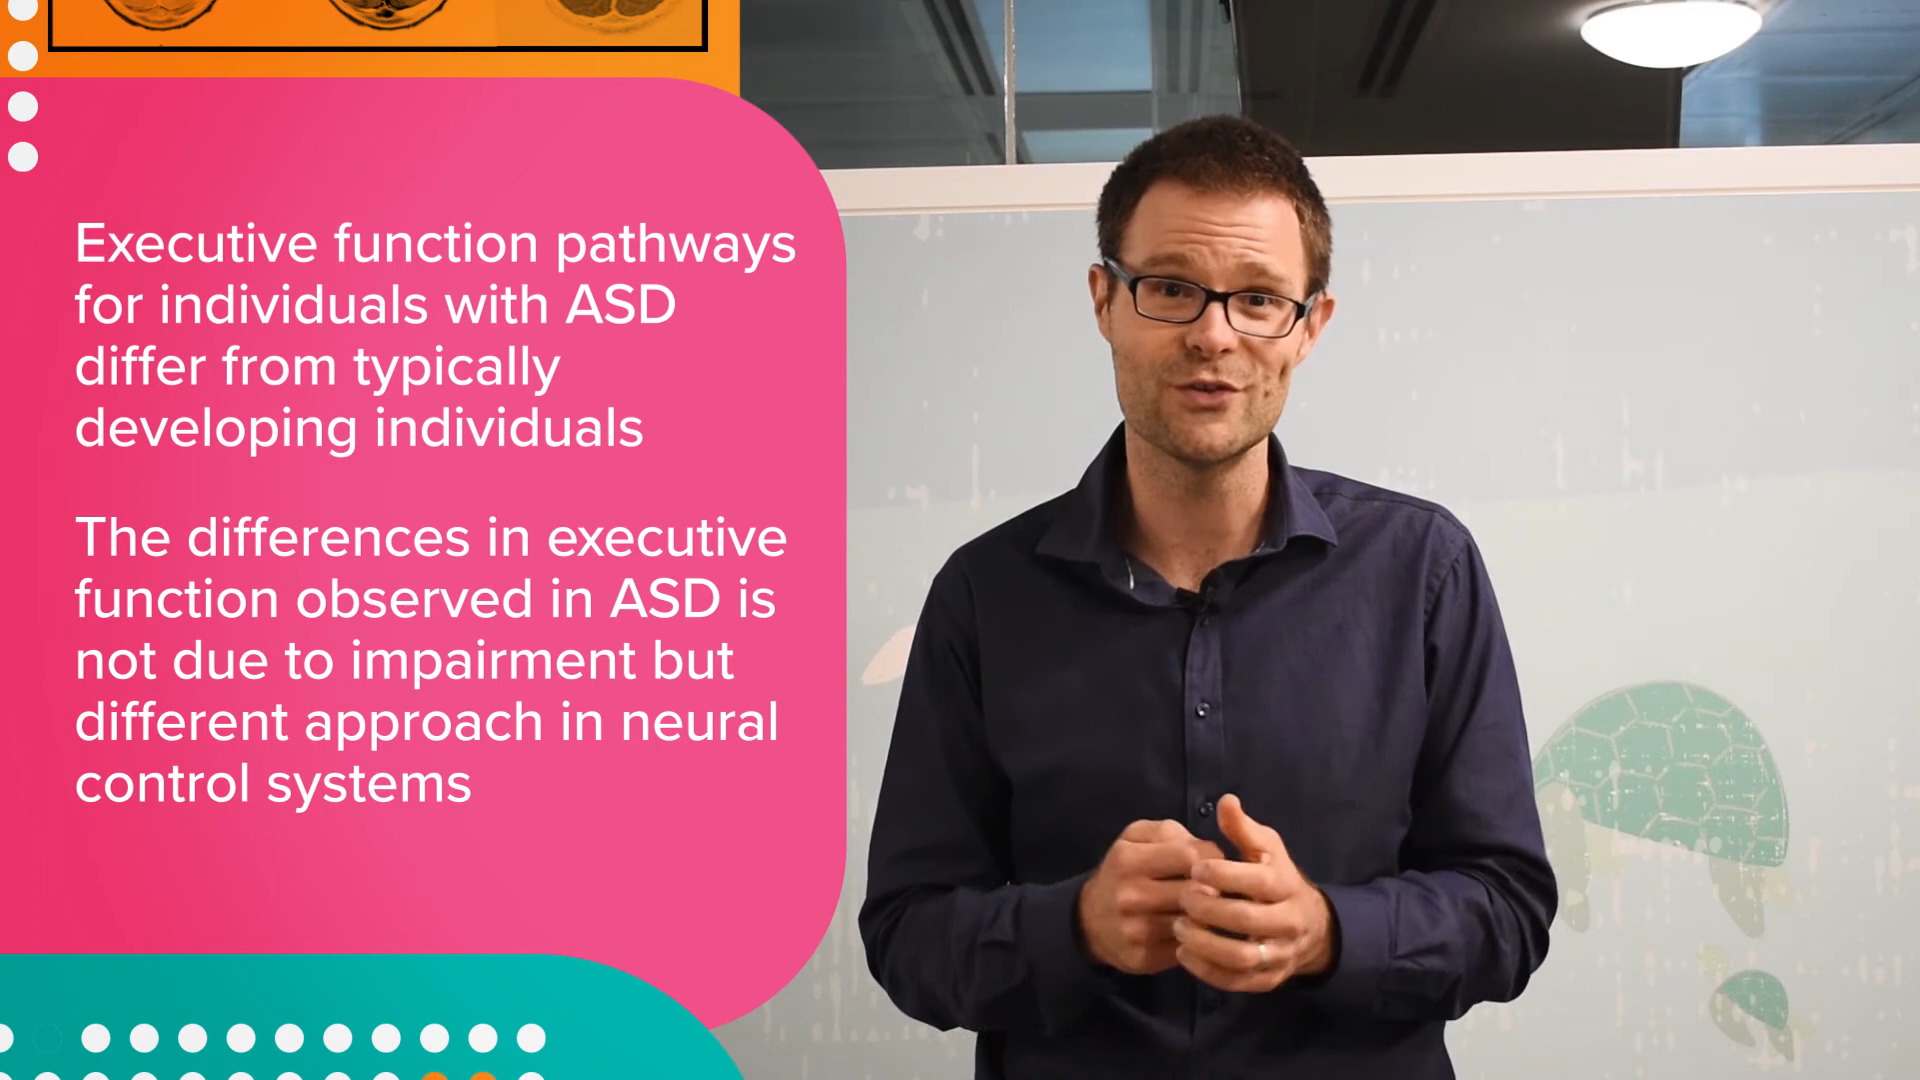 Executive function pathways
for individuals with ASD
differ from typically
developing individuals
The differences in executive
function observed in ASD is
not due to impairment but
different approach in neural
control systems